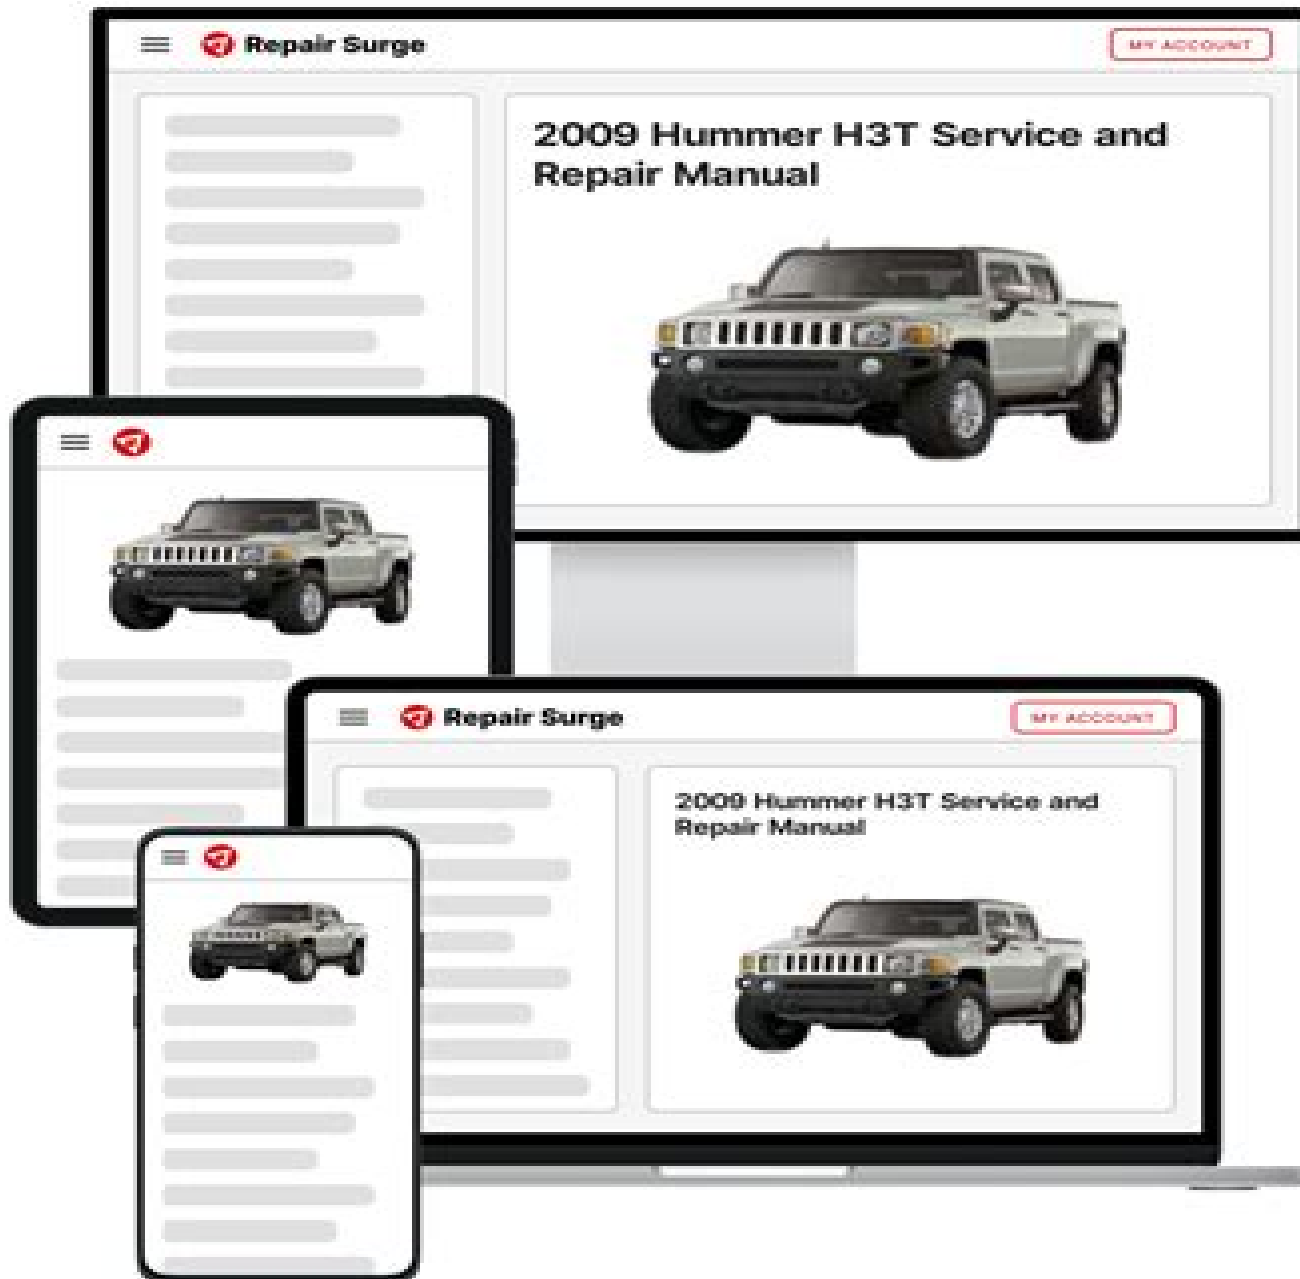 Repair Surge
MY ACCOUNT
2009 Hummer H3T Service and
Repair Manual
Repair Surge
MY ACCOUNT
2009 Hummer H3T Service and
Repair Manual